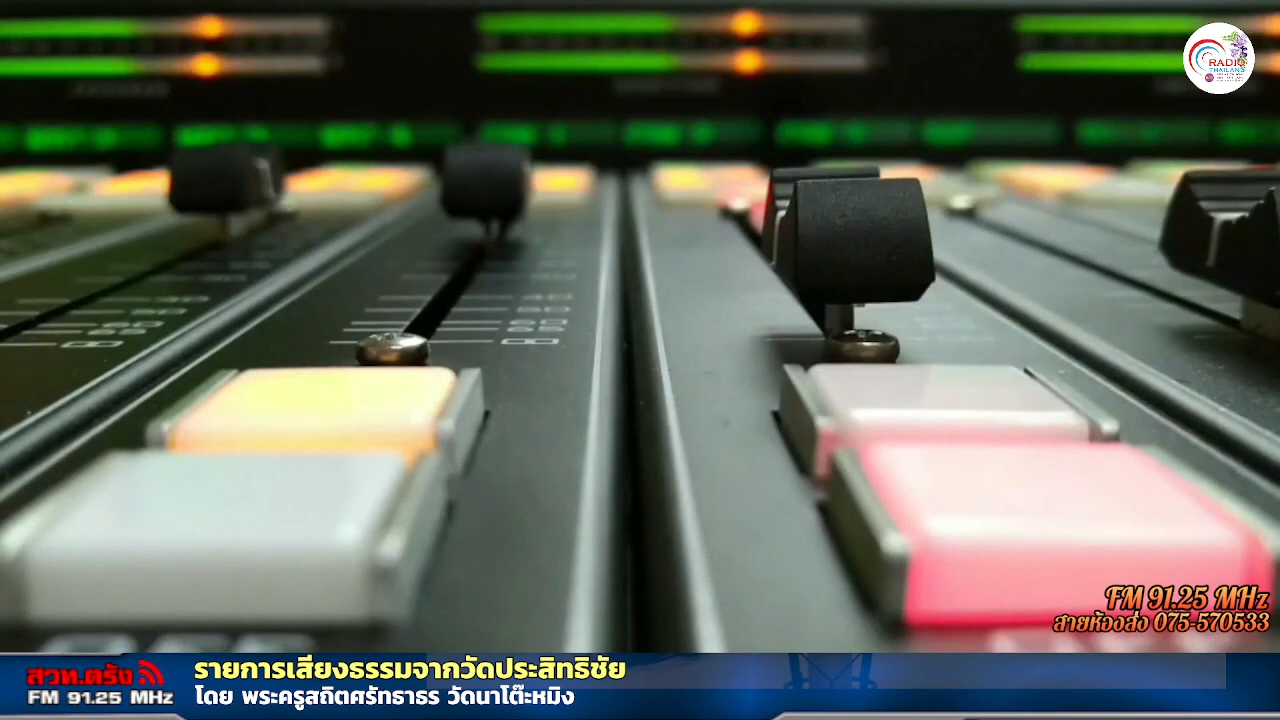 RADIO
THAILAND
FM 91.25 MHz
สายห้องส่ง 075-570533
สวท.ตรัง
FM 91.25 MHz
รายการเสียงธรรมจากวัดประสิทธิชัย
โดย พระครูสถิตศรัทธาธร วัดนาโต๊ะหมิง